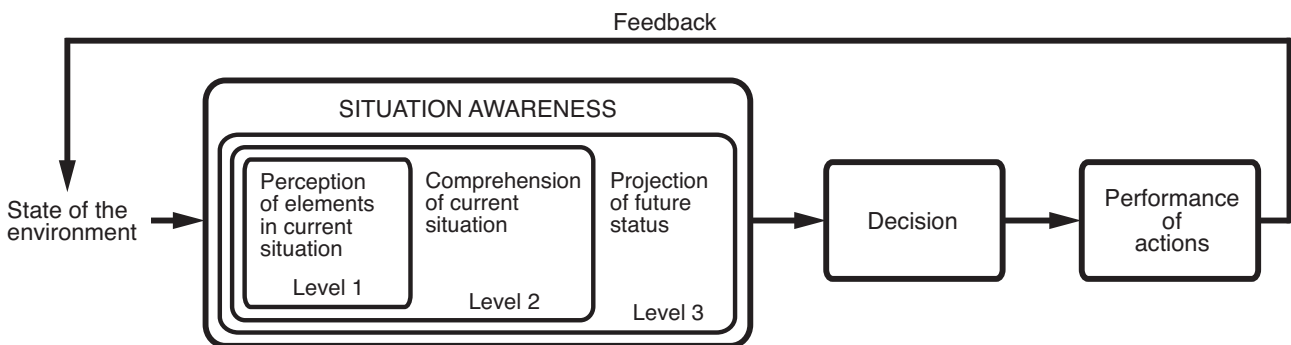 Feedback
SITUATION AWARENESS
State of the
environment
Perception
of elements
in current
situation
Level 1
Comprehension
of current
situation
Level 2
Projection
of future
status
Level 3
Decision
Performance
of
actions